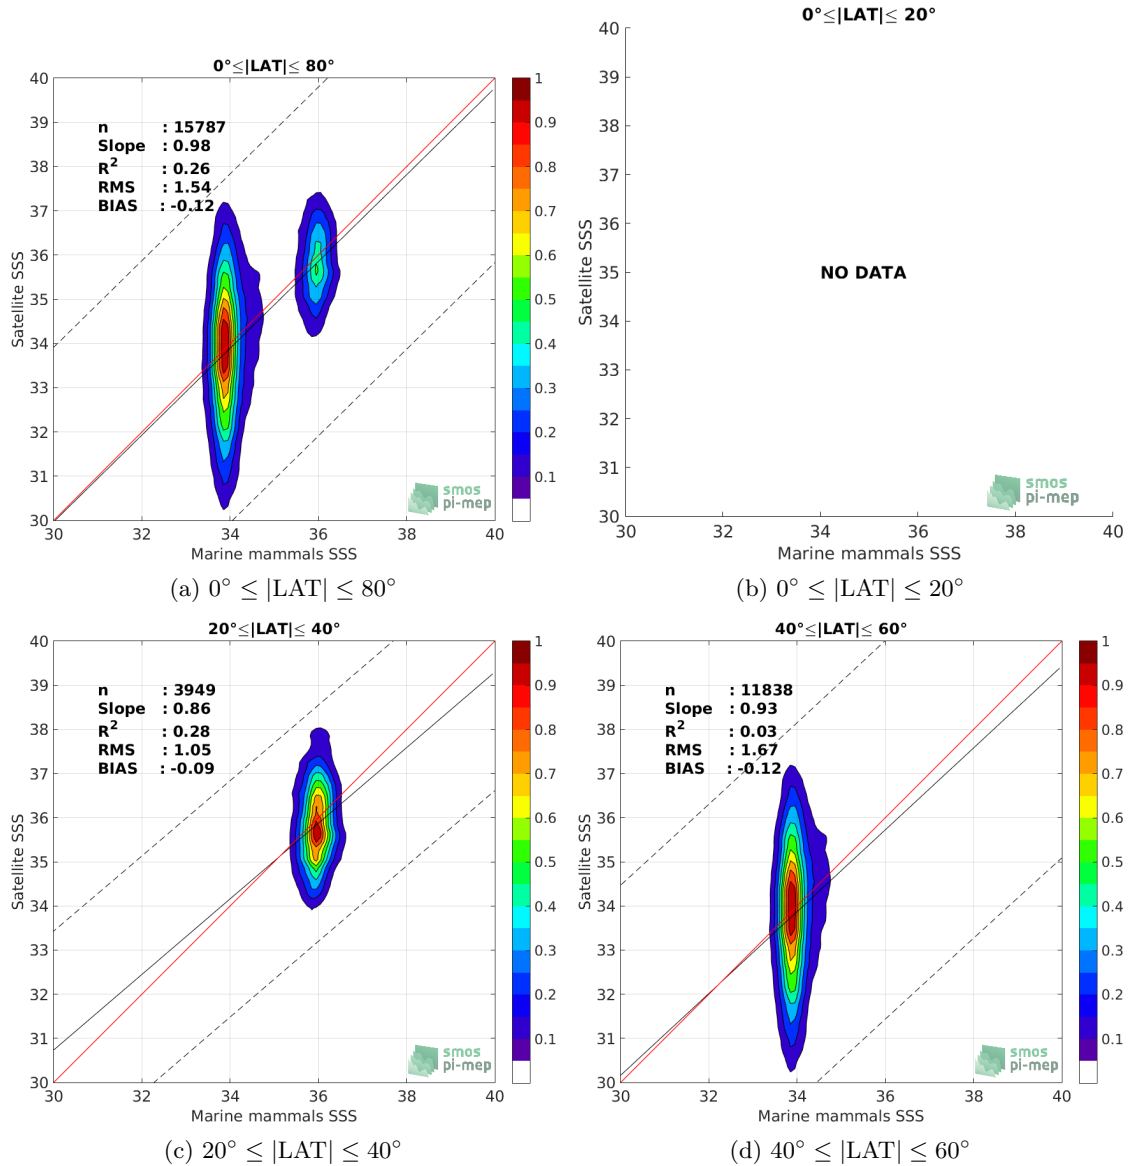 0°≤|LAT|≤ 80°
40
39
38
37
36
35
34
33
32
31
30
Satellite SSS
n : 15787
Slope : 0.98
R² : 0.26
RMS : 1.54
BIAS : -0.12
1
0.9
0.8
0.7
0.6
0.5
0.4
0.3
0.2
0.1
smos
pi-mep
30 32 34 36 38 40
Marine mammals SSS
(a) 0° ≤ |LAT| ≤ 80°
0°≤|LAT|≤ 20°
40
39
38
37
36
35
34
33
32
31
30
Satellite SSS
NO DATA
smos
pi-mep
30 32 34 36 38 40
Marine mammals SSS
(b) 0° ≤ |LAT| ≤ 20°
20°≤|LAT|≤ 40°
40
39
38
37
36
35
34
33
32
31
30
Satellite SSS
n : 3949
Slope : 0.86
R² : 0.28
RMS : 1.05
BIAS : -0.09
1
0.9
0.8
0.7
0.6
0.5
0.4
0.3
0.2
0.1
smos
pi-mep
30 32 34 36 38 40
Marine mammals SSS
(c) 20° ≤ |LAT| ≤ 40°
40°≤|LAT|≤ 60°
40
39
38
37
36
35
34
33
32
31
30
Satellite SSS
n : 11838
Slope : 0.93
R² : 0.03
RMS : 1.67
BIAS : -0.12
1
0.9
0.8
0.7
0.6
0.5
0.4
0.3
0.2
0.1
smos
pi-mep
30 32 34 36 38 40
Marine mammals SSS
(d) 40° ≤ |LAT| ≤ 60°